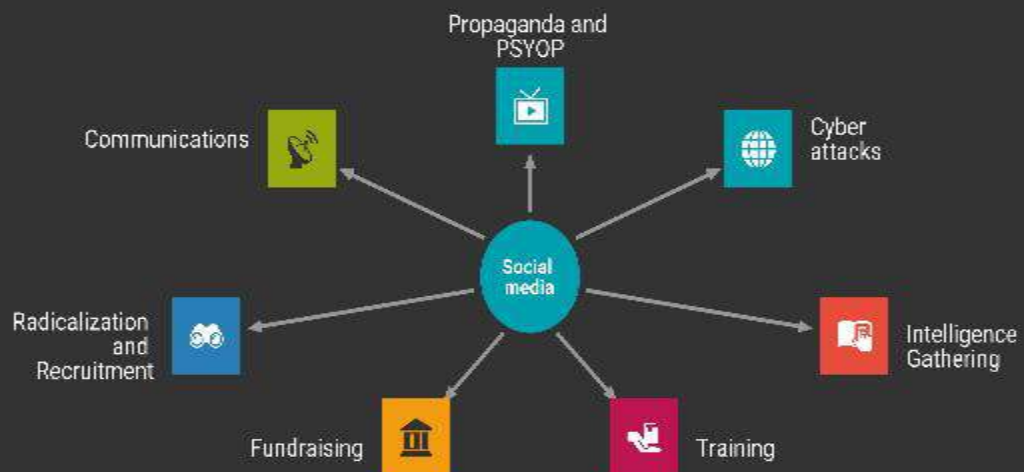 Propaganda and
PSYOP
Communications
Cyber
attacks
Social
media
Radicalization
and
Recruitment
Intelligence
Gathering
Fundraising
Training